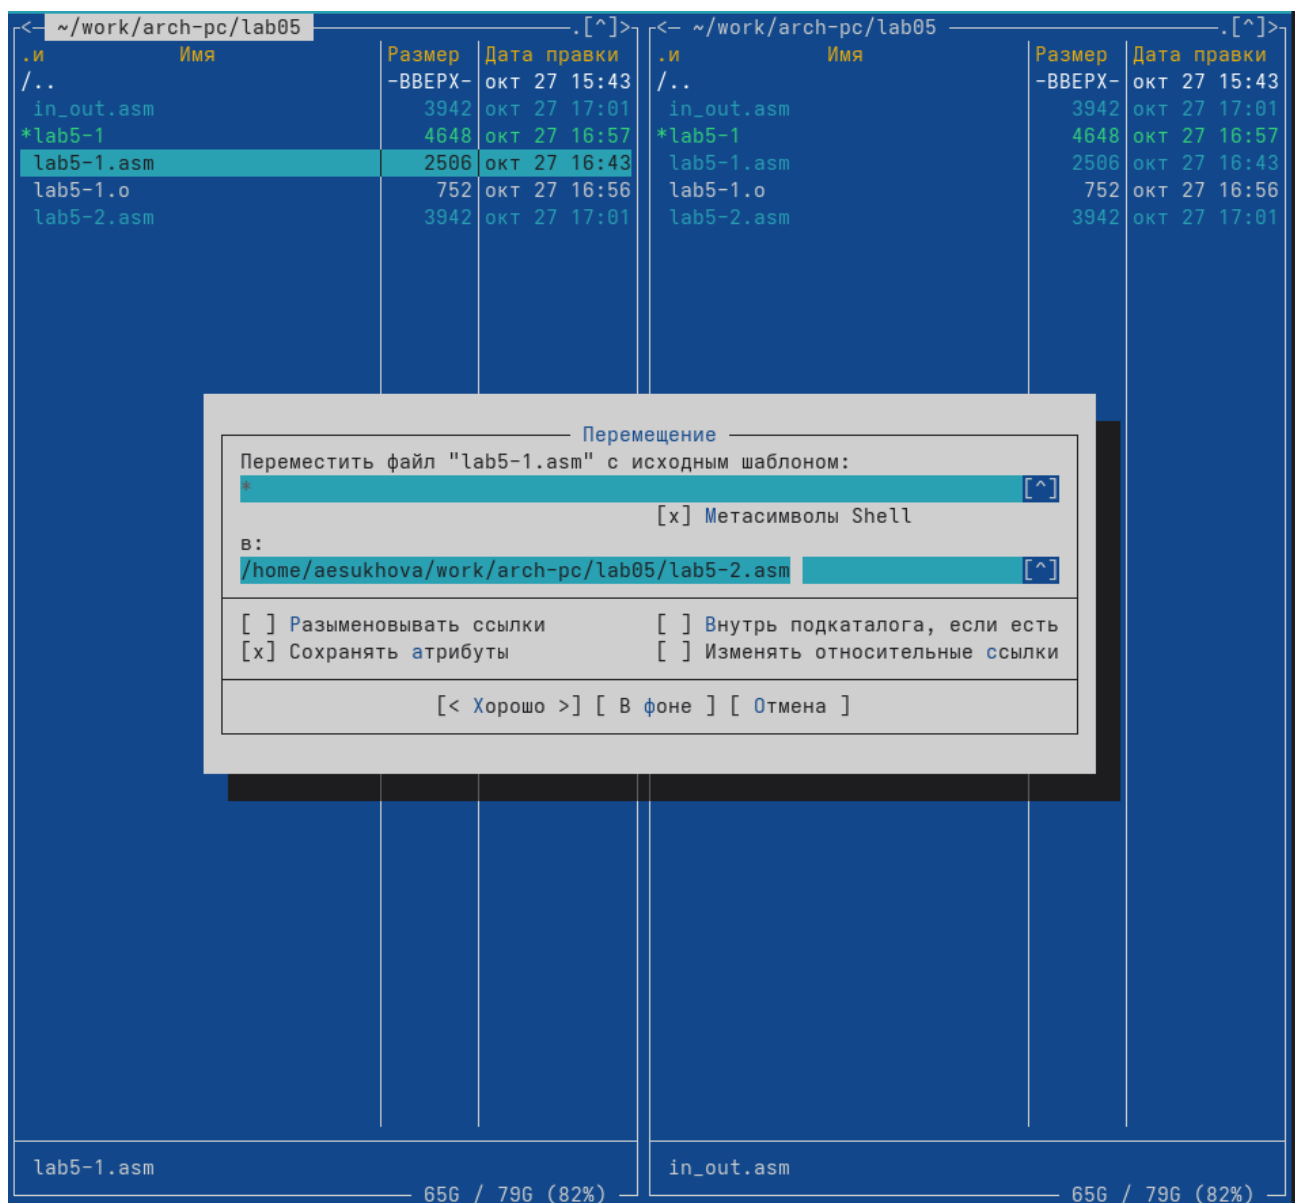 <─ ~/work/arch-pc/lab05 .[^]> <─ ~/work/arch-pc/lab05 .[^]>
.и Имя Размер Дата правки .и Имя Размер Дата правки
/.. -ВВЕРХ- окт 27 15:43 /.. -ВВЕРХ- окт 27 15:43
in_out.asm 3942 окт 27 17:01 in_out.asm 3942 окт 27 17:01
*lab5-1 4648 окт 27 16:57 *lab5-1 4648 окт 27 16:57
lab5-1.asm 2506 окт 27 16:43 lab5-1.asm 2506 окт 27 16:43
lab5-1.o 752 окт 27 16:56 lab5-1.o 752 окт 27 16:56
lab5-2.asm 3942 окт 27 17:01 lab5-2.asm 3942 окт 27 17:01
Перемещение
Переместить файл "lab5-1.asm" с исходным шаблоном:
* [^]
[x] Метасимволы Shell
в:
/home/aesukhova/work/arch-pc/lab05/lab5-2.asm [^]
[ ] Разыменовывать ссылки [ ] Внутрь подкаталога, если есть
[x] Сохранять атрибуты [ ] Изменять относительные ссылки
[< Хорошо >] [ В фоне ] [ Отмена ]
lab5-1.asm in_out.asm
65G / 79G (82%) 65G / 79G (82%)